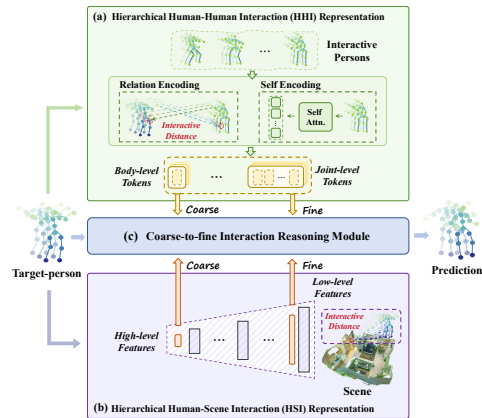 (a) Hierarchical Human-Human Interaction (HHI) Representation
...
Interactive
Persons
Relation Encoding
Self Encoding
Interactive
Distance
Self
Attn.
Body-level
Tokens
...
Joint-level
Tokens
Coarse
Fine
(c) Coarse-to-fine Interaction Reasoning Module
Target-person
Prediction
Coarse
Fine
Low-level
Features
High-level
Features
...
...
Interactive
Distance
Scene
(b) Hierarchical Human-Scene Interaction (HSI) Representation